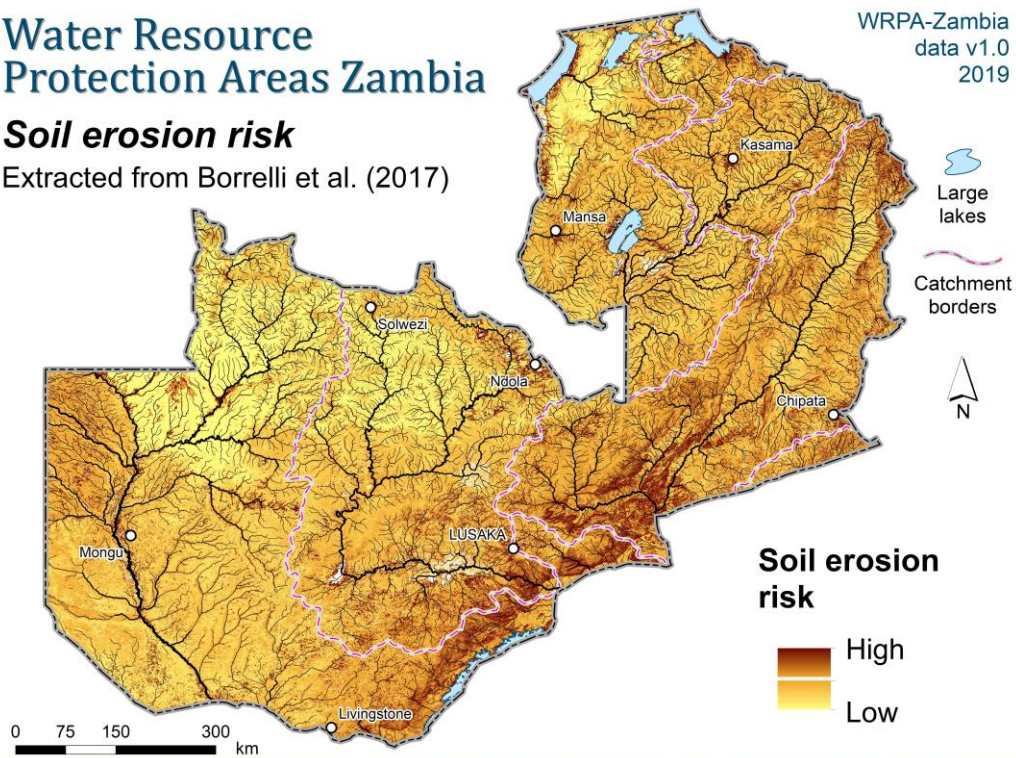 Water Resource
Protection Areas Zambia
Soil erosion risk
Extracted from Borrelli et al. (2017)
WRPA-Zambia
data v1.0
2019
Large
lakes
Catchment
borders
N
Kasama
Mansa
Solwezi
Ndola
Chipata
LUSAKA
Mongu
Livingstone
Soil erosion
risk
High
Low
0 75 150 300
km